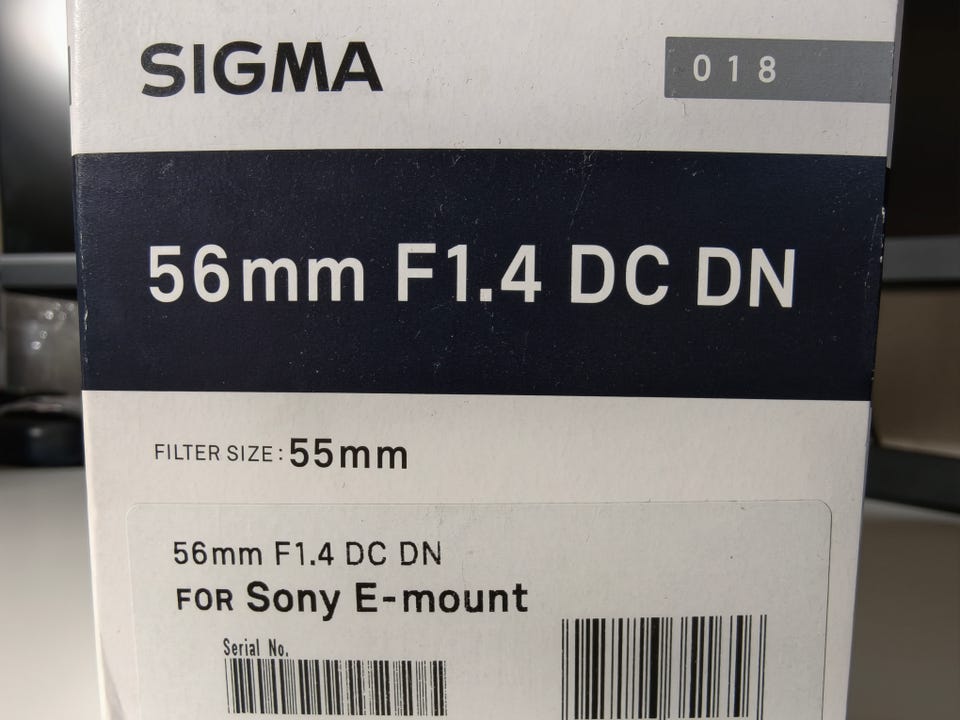 SIGMA
018
56mm F1.4 DC DN
FILTER SIZE: 55mm
56mm F1.4 DC DN
FOR Sony E-mount
Serial No.